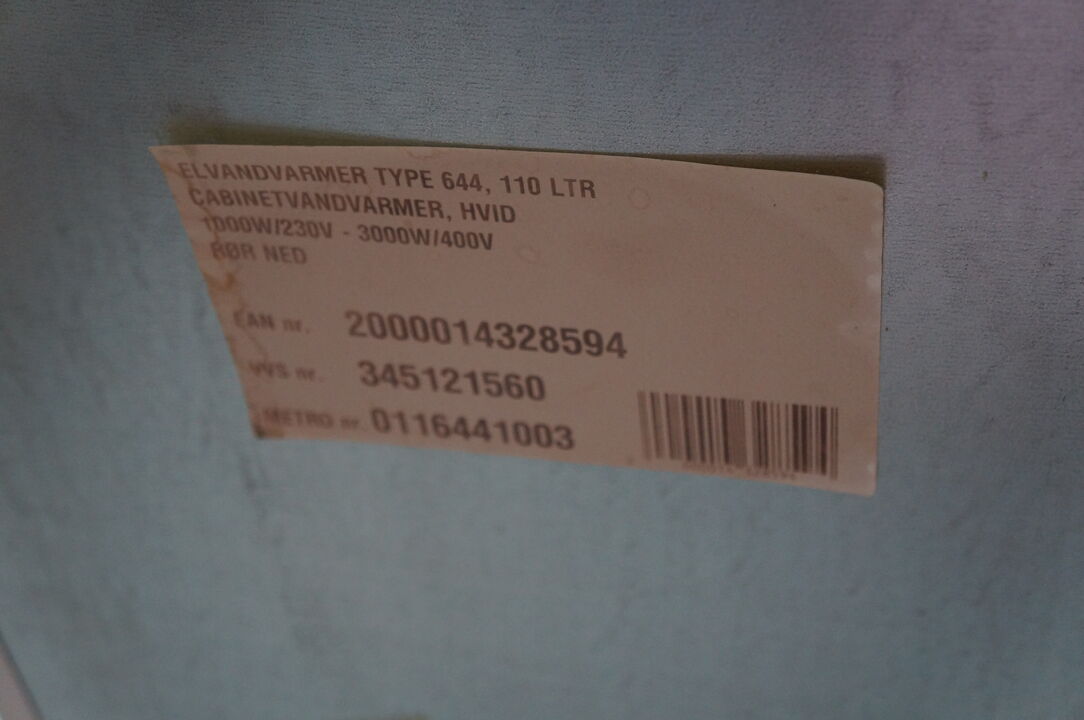 ELVANDVARMER TYPE 644, 110 LTR
CABINETVANDVARMER, HVID
1000W/230V - 3000W/400V
RØR NED
EAN nr. 2000014328594
VVS nr. 345121560
METRO nr. 0116441003